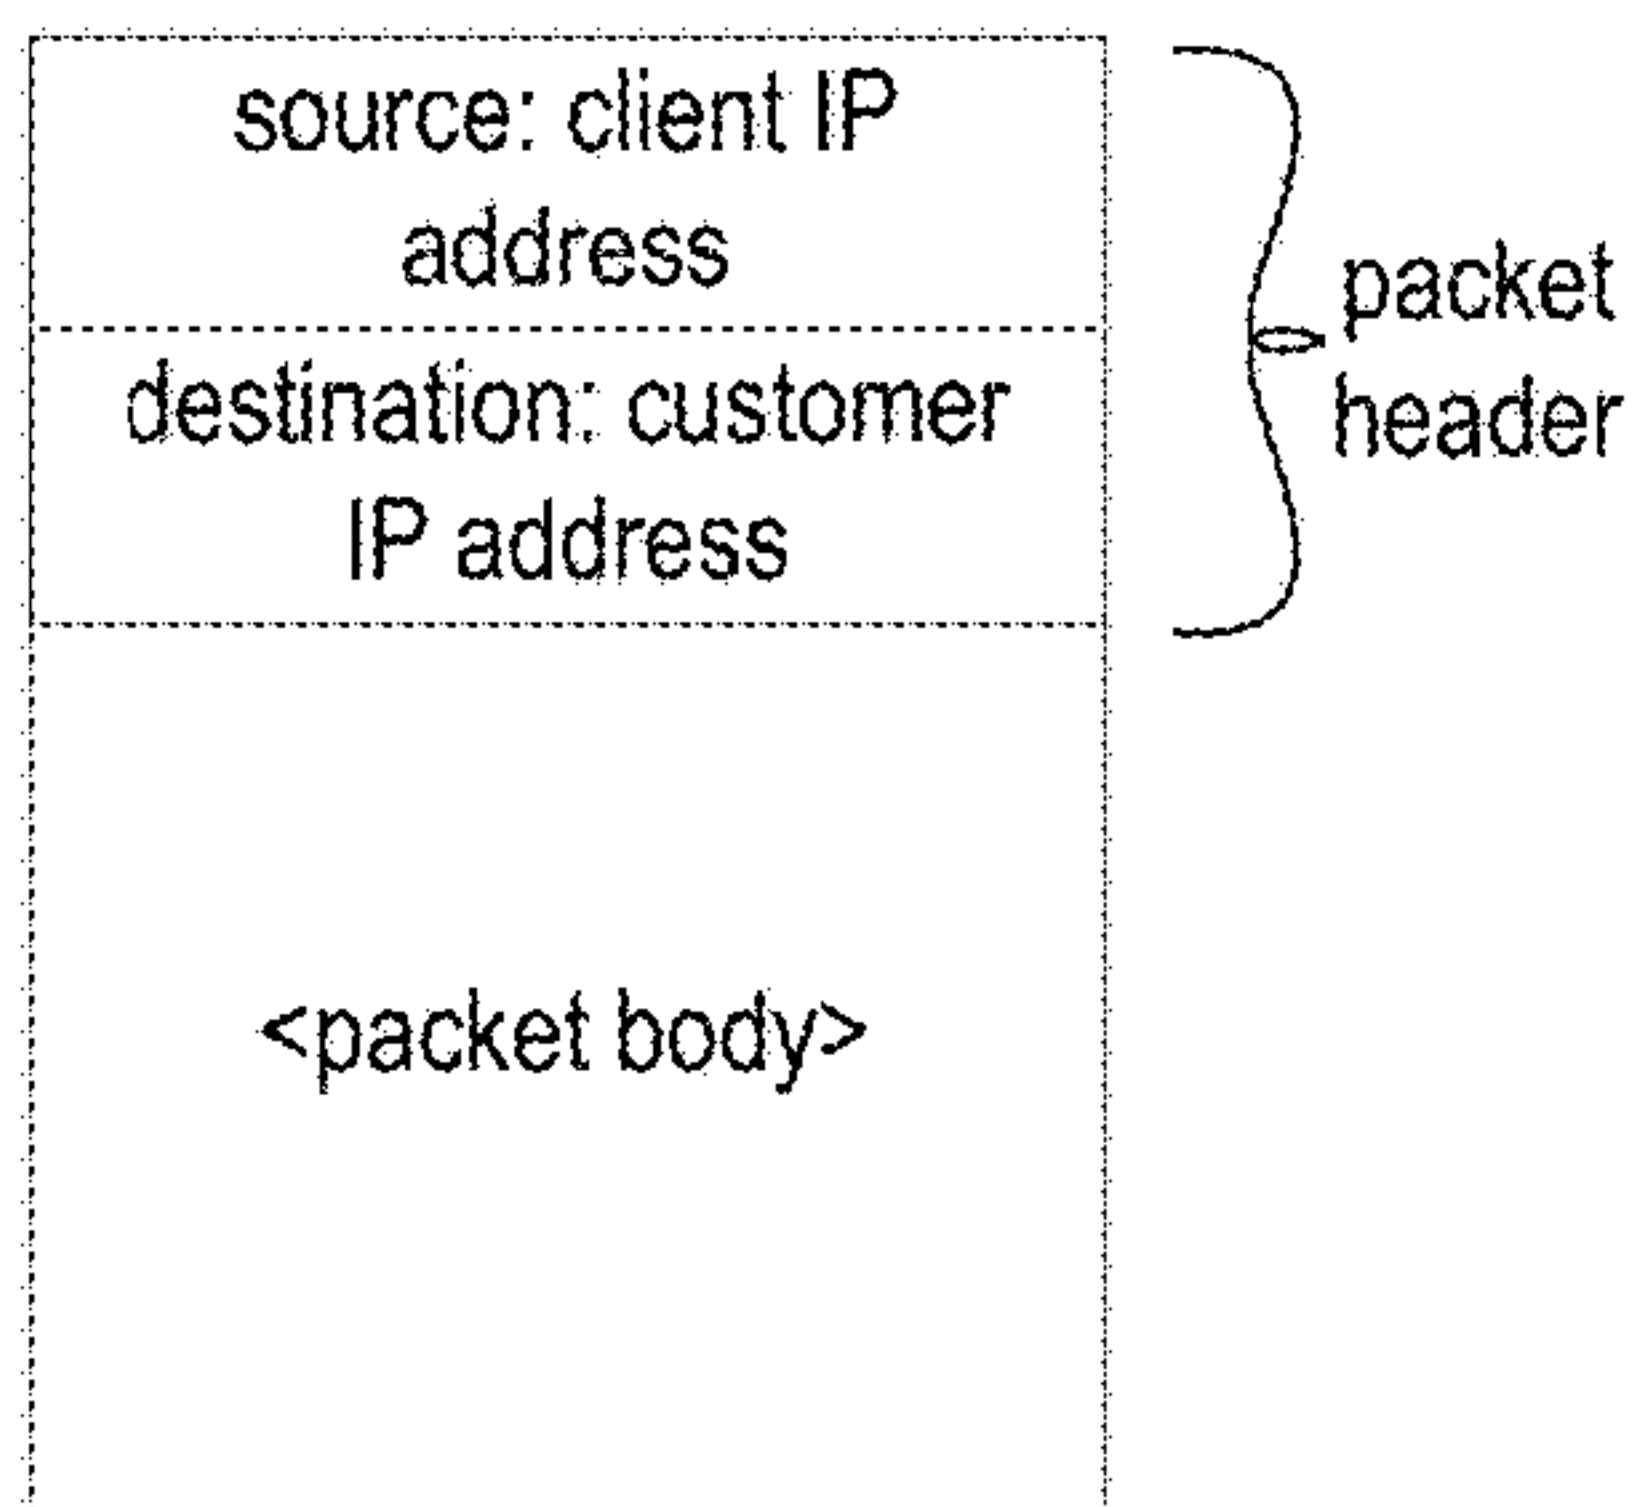 source: client IP
address
destination: customer
IP address
packet
header
<packet body>